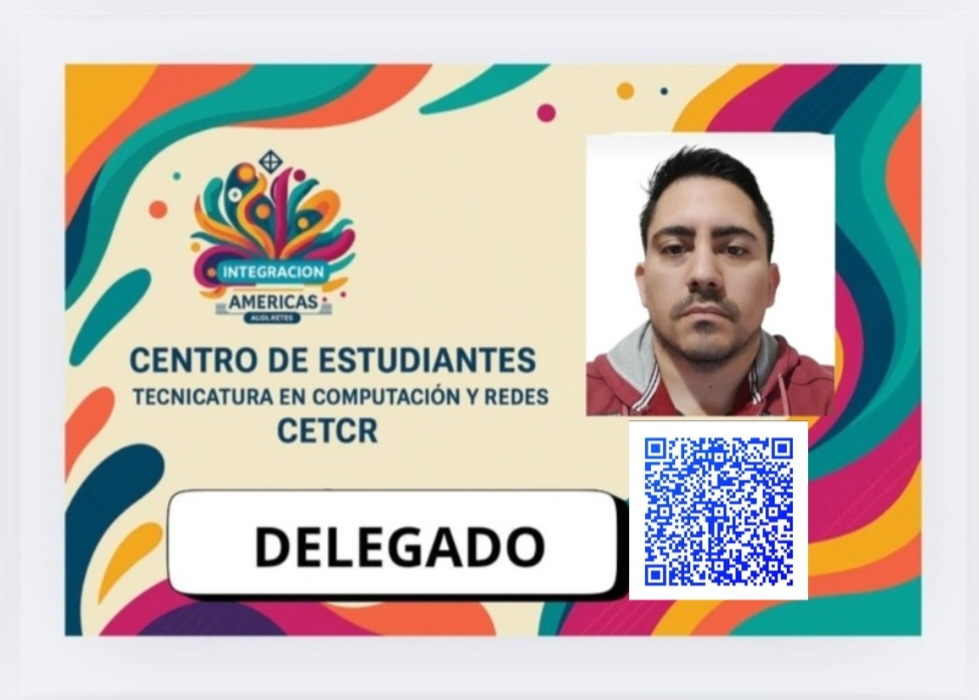 INTEGRACION
AMERICAS
CENTRO DE ESTUDIANTES
TECNICATURA EN COMPUTACIÓN Y REDES
CETCR
DELEGADO